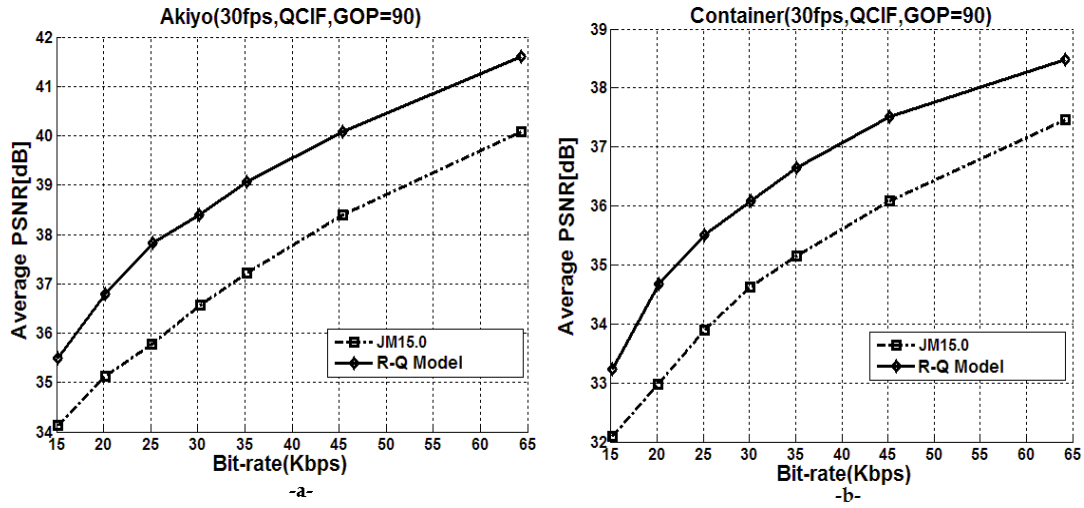 Akiyo(30fps,QCIF,GOP=90)
Average PSNR[dB]
42
41
40
39
38
37
36
35
34
JM15.0
R-Q Model
15 20 25 30 35 40 45 50 55 60 65
Bit-rate(Kbps)
-a-
Container(30fps,QCIF,GOP=90)
Average PSNR[dB]
39
38
37
36
35
34
33
32
JM15.0
R-Q Model
15 20 25 30 35 40 45 50 55 60 65
Bit-rate(Kbps)
-b-